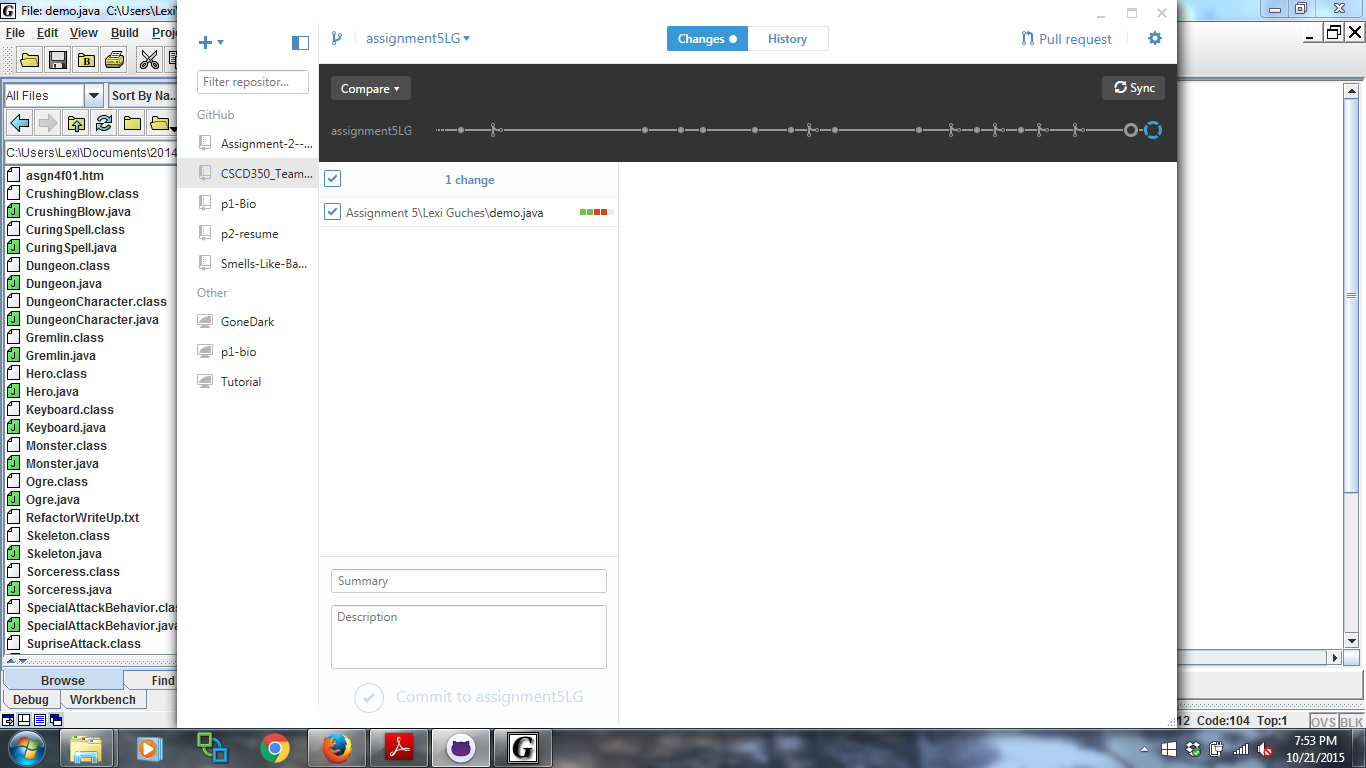 File: demo.java C:\Users\Lexi\
File Edit View Build Proj
All Files Sort By Na...
C:\Users\Lexi\Documents\2014
asgn4f01.htm
CrushingBlow.class
CrushingBlow.java
CuringSpell.class
CuringSpell.java
Dungeon.class
Dungeon.java
DungeonCharacter.class
DungeonCharacter.java
Gremlin.class
Gremlin.java
Hero.class
Hero.java
Keyboard.class
Keyboard.java
Monster.class
Monster.java
Ogre.class
Ogre.java
RefactorWriteUp.txt
Skeleton.class
Skeleton.java
Sorceress.class
Sorceress.java
SpecialAttackBehavior.clas
SpecialAttackBehavior.java
SupriseAttack.class
Browse Find
Debug Workbench
Filter repositor...
GitHub
Assignment-2--...
CSCD350_Team...
p1-Bio
p2-resume
Smells-Like-Ba...
Other
GoneDark
p1-bio
Tutorial
assignment5LG
Changes
History
Pull request
Compare
Sync
assignment5LG
1 change
Assignment 5\Lexi Guches\demo.java
Summary
Description
Commit to assignment5LG
12 Code:104 Top:1
OVS BLK
7:53 PM
10/21/2015